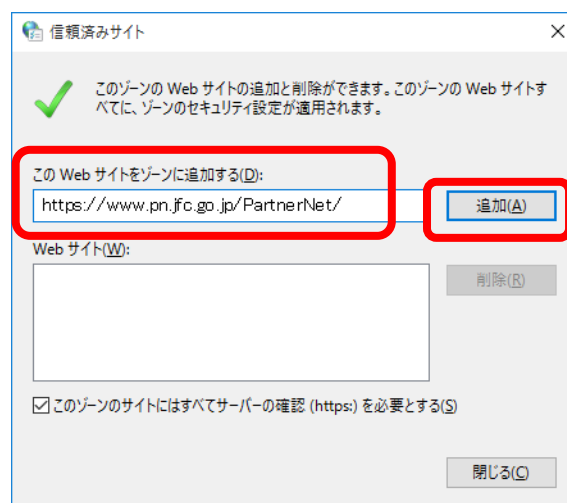 信頼済みサイト
このゾーンの Web サイトの追加と削除ができます。このゾーンの Web サイトす
べてに、ゾーンのセキュリティ設定が適用されます。
この Web サイトをゾーンに追加する(D):
https://www.pn.jfc.go.jp/PartnerNet/
追加(A)
Web サイト(W):
削除(R)
このゾーンのサイトにはすべてサーバーの確認 (https:) を必要とする(S)
閉じる(C)